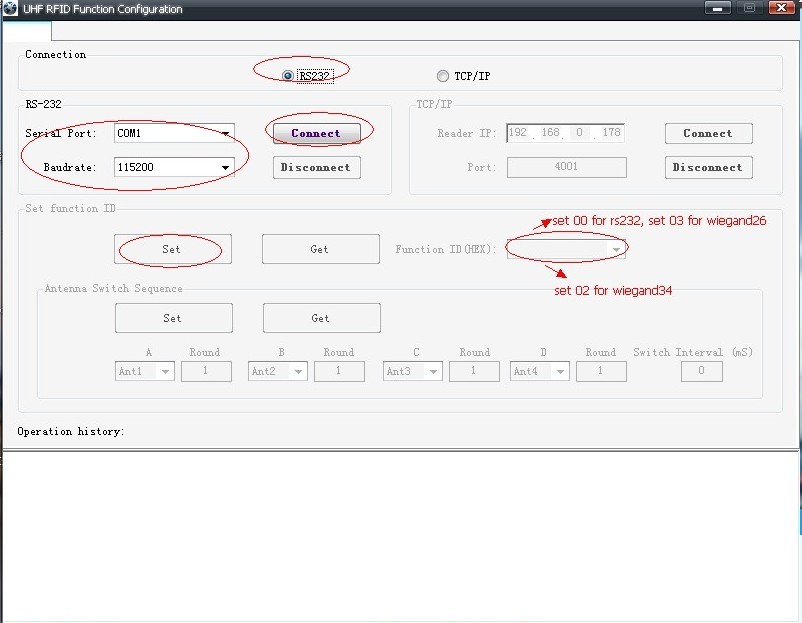 UHF RFID Function Configuration
Connection
RS232 TCP/IP
RS-232 TCP/IP
Serial Port: COM1 Connect Reader IP: 192 . 168 . 0 . 178 Connect
Baudrate: 115200 Disconnect Port: 4001 Disconnect
Set function ID
set 00 for rs232, set 03 for wiegand26
Set Get Function ID(HEX):
set 02 for wiegand34
Antenna Switch Sequence
Set Get
A Round B Round C Round D Round Switch Interval (mS)
Ant1 1 Ant2 1 Ant3 1 Ant4 1 0
Operation history: